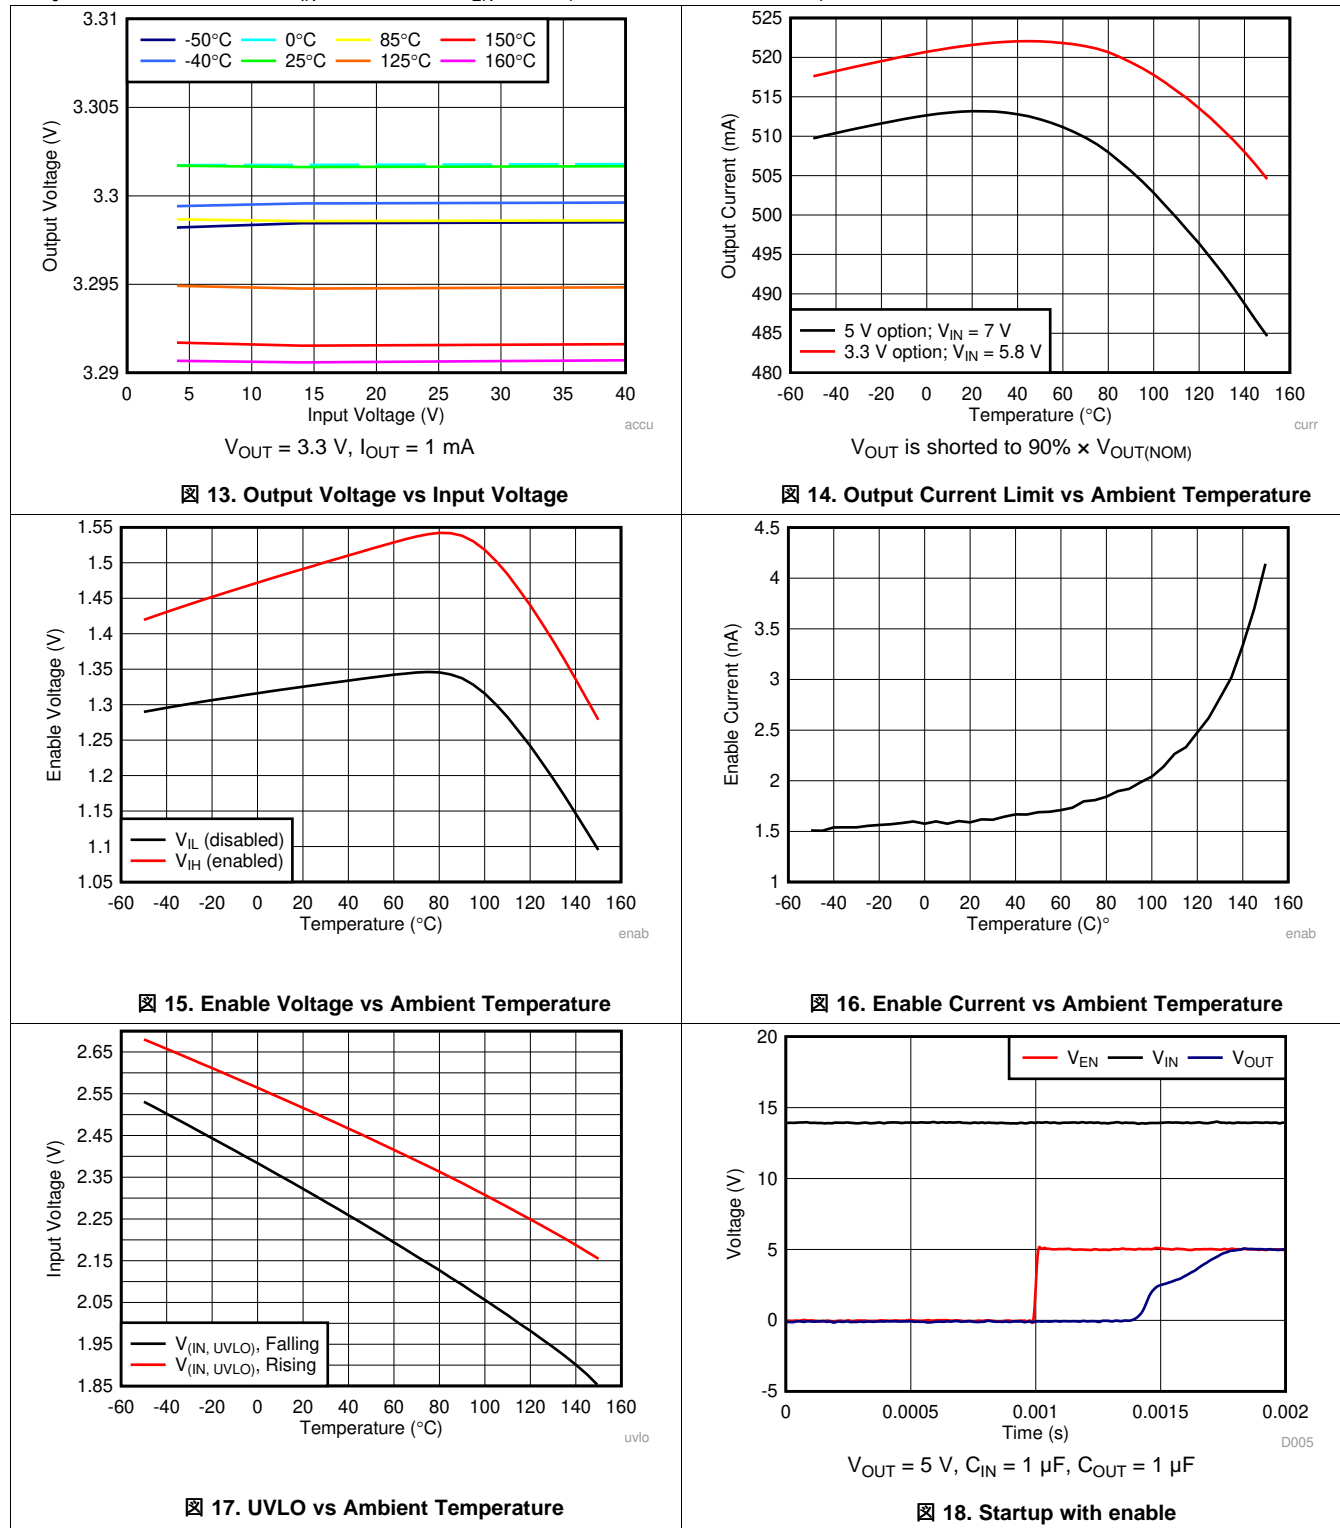 3.31
-50°C 0°C 85°C 150°C
-40°C 25°C 125°C 160°C
3.305
3.3
3.295
3.29
Output Voltage (V)
0 5 10 15 20 25 30 35 40
Input Voltage (V)
accu
VOUT = 3.3 V, IOUT = 1 mA
図 13. Output Voltage vs Input Voltage
525
520
515
510
505
500
495
490
485
480
Output Current (mA)
5 V option; VIN = 7 V
3.3 V option; VIN = 5.8 V
-60 -40 -20 0 20 40 60 80 100 120 140 160
Temperature (°C)
curr
VOUT is shorted to 90% × VOUT(NOM)
図 14. Output Current Limit vs Ambient Temperature
1.55
1.5
1.45
1.4
1.35
1.3
1.25
1.2
1.15
1.1
1.05
Enable Voltage (V)
VIL (disabled)
VIH (enabled)
-60 -40 -20 0 20 40 60 80 100 120 140 160
Temperature (°C)
enab
図 15. Enable Voltage vs Ambient Temperature
4.5
4
3.5
3
2.5
2
1.5
1
Enable Current (nA)
-60 -40 -20 0 20 40 60 80 100 120 140 160
Temperature (C)°
enab
図 16. Enable Current vs Ambient Temperature
2.65
2.55
2.45
2.35
2.25
2.15
2.05
1.95
1.85
Input Voltage (V)
V(IN, UVLO), Falling
V(IN, UVLO), Rising
-60 -40 -20 0 20 40 60 80 100 120 140 160
Temperature (°C)
uvlo
図 17. UVLO vs Ambient Temperature
20
15
10
5
0
-5
Voltage (V)
VEN VIN VOUT
0 0.0005 0.001 0.0015 0.002
Time (s)
D005
VOUT = 5 V, CIN = 1 µF, COUT = 1 µF
図 18. Startup with enable